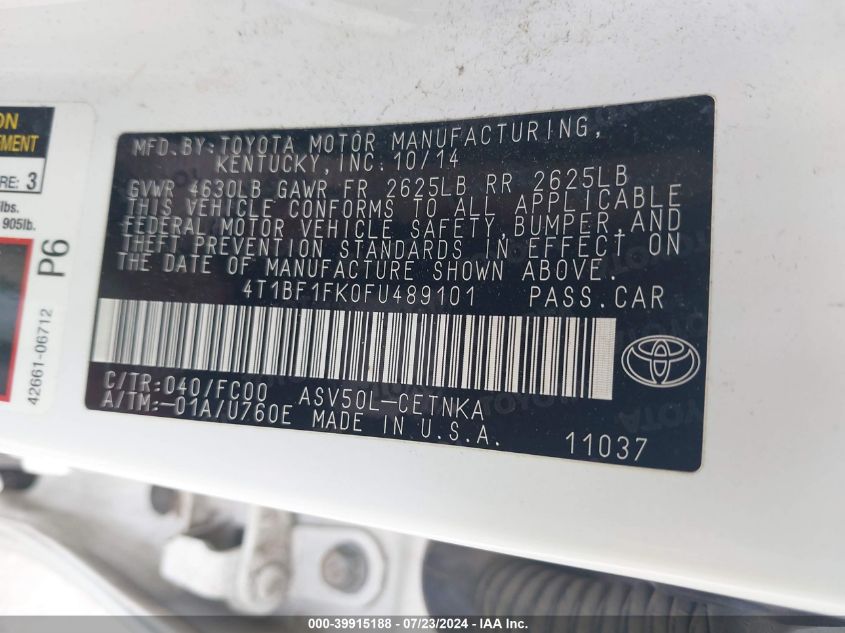 MFD. BY: TOYOTA MOTOR MANUFACTURING,
KENTUCKY, INC. 10/14
GVWR 4630LB GAWR FR 2625LB RR 2625LB
THIS VEHICLE CONFORMS TO ALL APPLICABLE
FEDERAL MOTOR VEHICLE SAFETY, BUMPER, AND
THEFT PREVENTION STANDARDS IN EFFECT ON
THE DATE OF MANUFACTURE SHOWN ABOVE.
4T1BF1FK0FU489101 PASS.CAR
C/TR: 040/FC00 ASV50L-CETNKA
A/TM: -01A/U760E MADE IN U.S.A.
11037
ON
TEMENT
RE: 3
lbs.
905lb.
P6
42661-06712
000-39915188 - 07/23/2024 - IAA Inc.